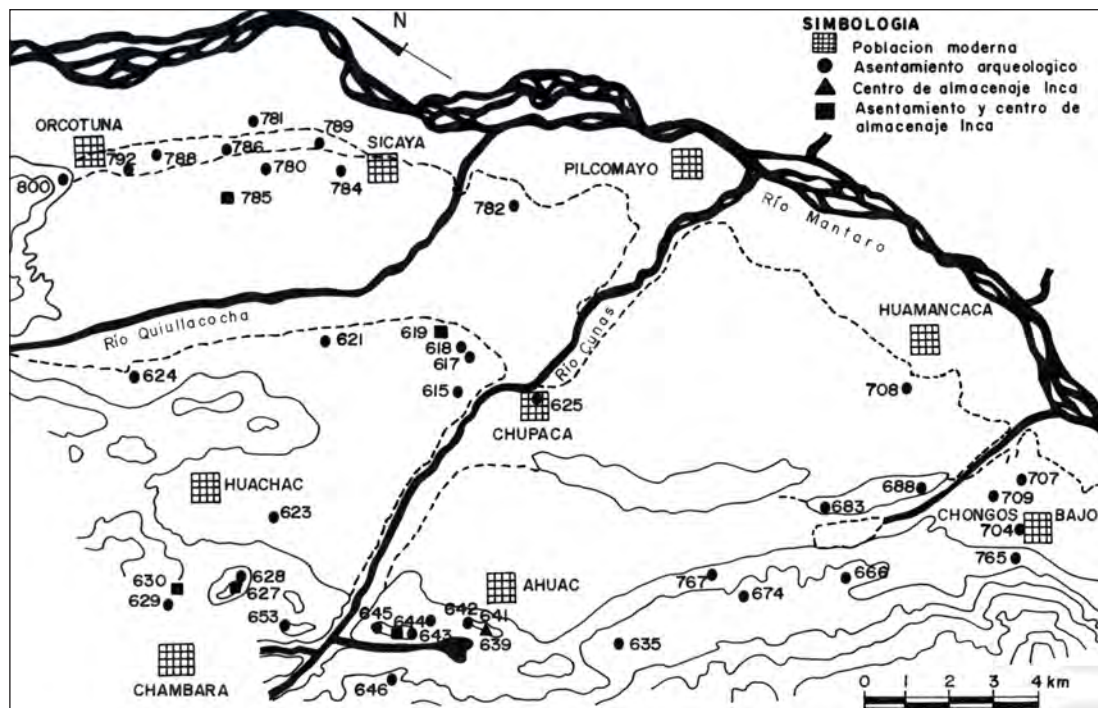 N
SIMBOLOGIA
Poblacion moderna
Asentamiento arqueologico
Centro de almacenaje Inca
Asentamiento y centro de
almacenaje Inca
ORCOTUNA
781
789
792
788
786
SICAYA
800
780
784
785
782
PILCOMAYO
Río Mantaro
Río Quiullacocha
619
621
618
617
Río Cunas
HUAMANCACA
624
615
625
708
CHUPACA
HUACHAC
623
688
707
683
709
CHONGOS BAJO
704
630
628
627
629
AHUAC
767
666
765
674
653
645
644
642
641
643
639
635
CHAMBARA
646
0 1 2 3 4 km